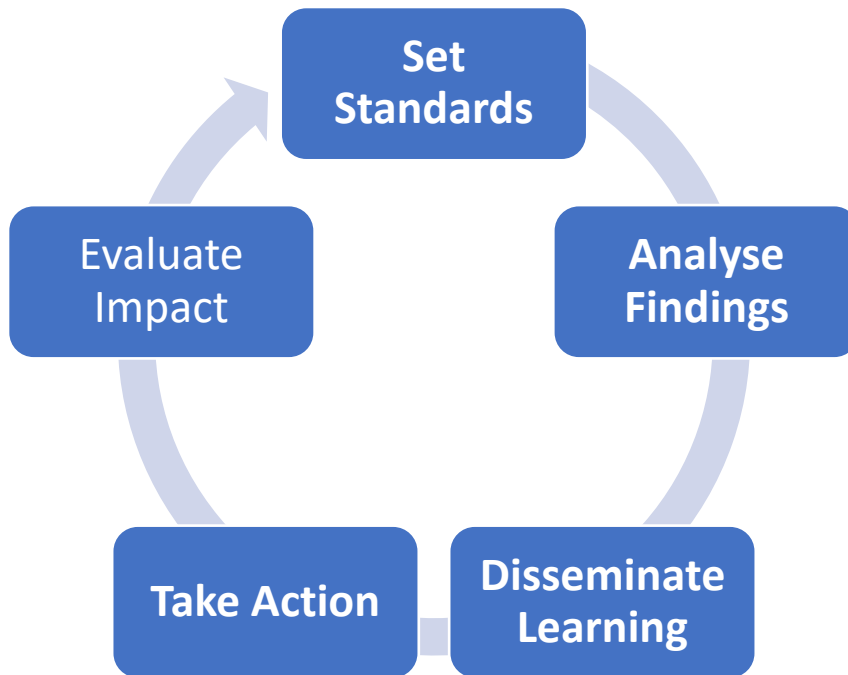 Set
Standards
Analyse
Findings
Disseminate
Learning
Take Action
Evaluate
Impact